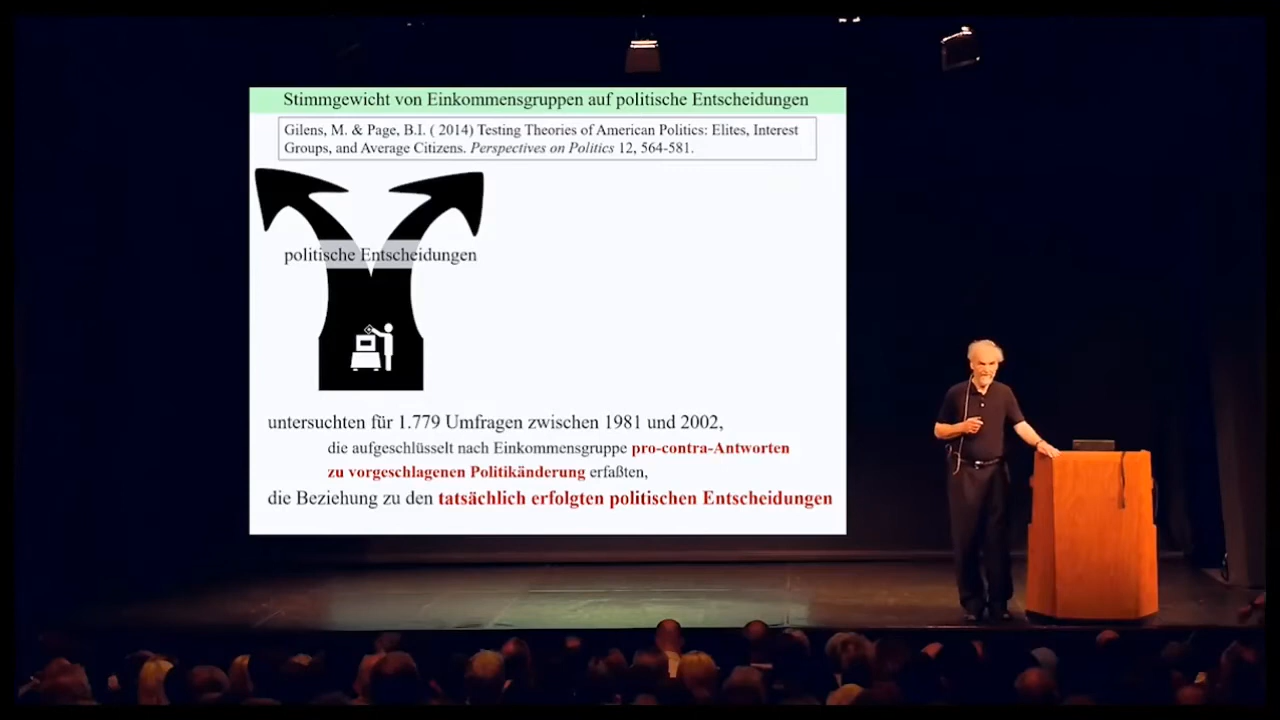 Stimmgewicht von Einkommensgruppen auf politische Entscheidungen
Gilens, M. & Page, B.I. ( 2014) Testing Theories of American Politics: Elites, Interest
Groups, and Average Citizens. Perspectives on Politics 12, 564-581.
politische Entscheidungen
untersuchten für 1.779 Umfragen zwischen 1981 und 2002,
die aufgeschlüsselt nach Einkommensgruppe pro-contra-Antworten
zu vorgeschlagenen Politikänderung erfaßten,
die Beziehung zu den tatsächlich erfolgten politischen Entscheidungen